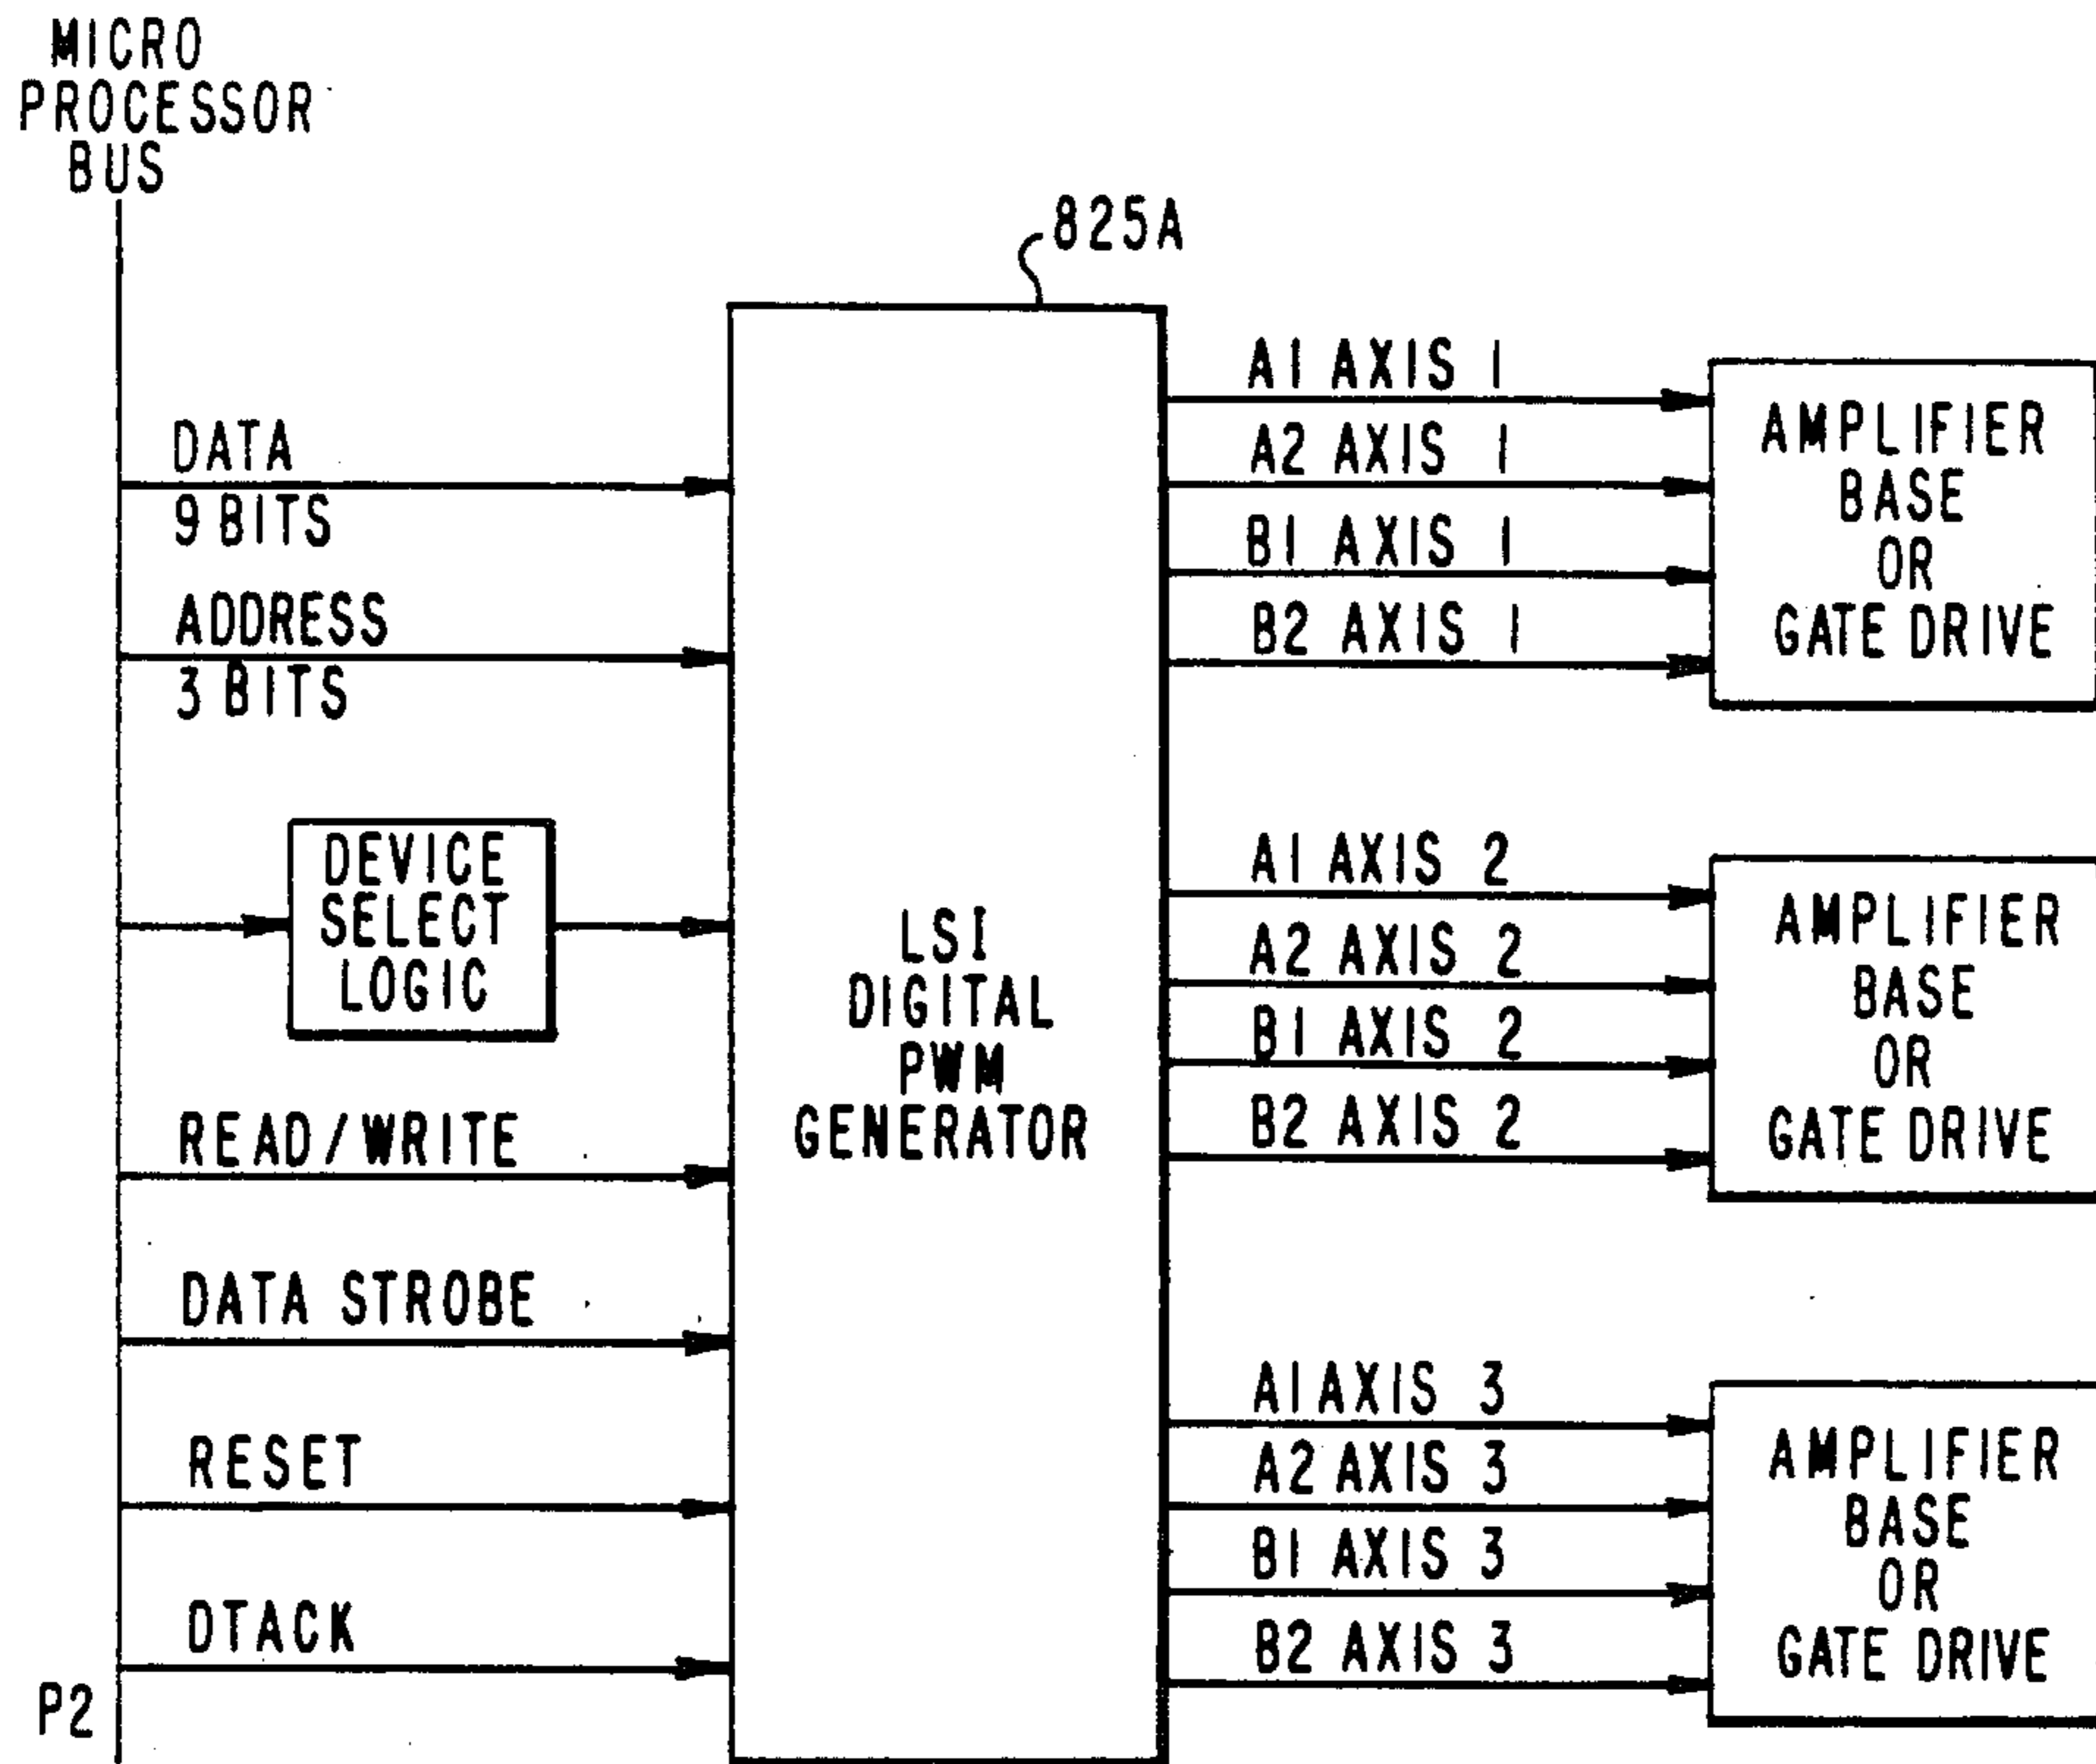 MICRO
PROCESSOR
BUS
825A
DATA
9 BITS
ADDRESS
3 BITS
DEVICE
SELECT
LOGIC
READ/WRITE
DATA STROBE
RESET
DTACK
P2
LSI
DIGITAL
PWM
GENERATOR
A1 AXIS 1
A2 AXIS 1
B1 AXIS 1
B2 AXIS 1
AMPLIFIER
BASE
OR
GATE DRIVE
A1 AXIS 2
A2 AXIS 2
B1 AXIS 2
B2 AXIS 2
AMPLIFIER
BASE
OR
GATE DRIVE
A1 AXIS 3
A2 AXIS 3
B1 AXIS 3
B2 AXIS 3
AMPLIFIER
BASE
OR
GATE DRIVE